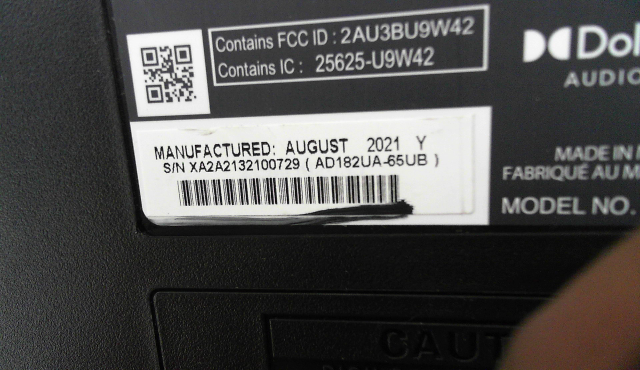 Contains FCC ID : 2AU3BU9W42
Contains IC : 25625-U9W42
AUDIO
MANUFACTURED: AUGUST 2021 Y
S/N XA2A2132100729 ( AD182UA-65UB )
MADE IN
FABRIQUÉ AU
MODEL NO.